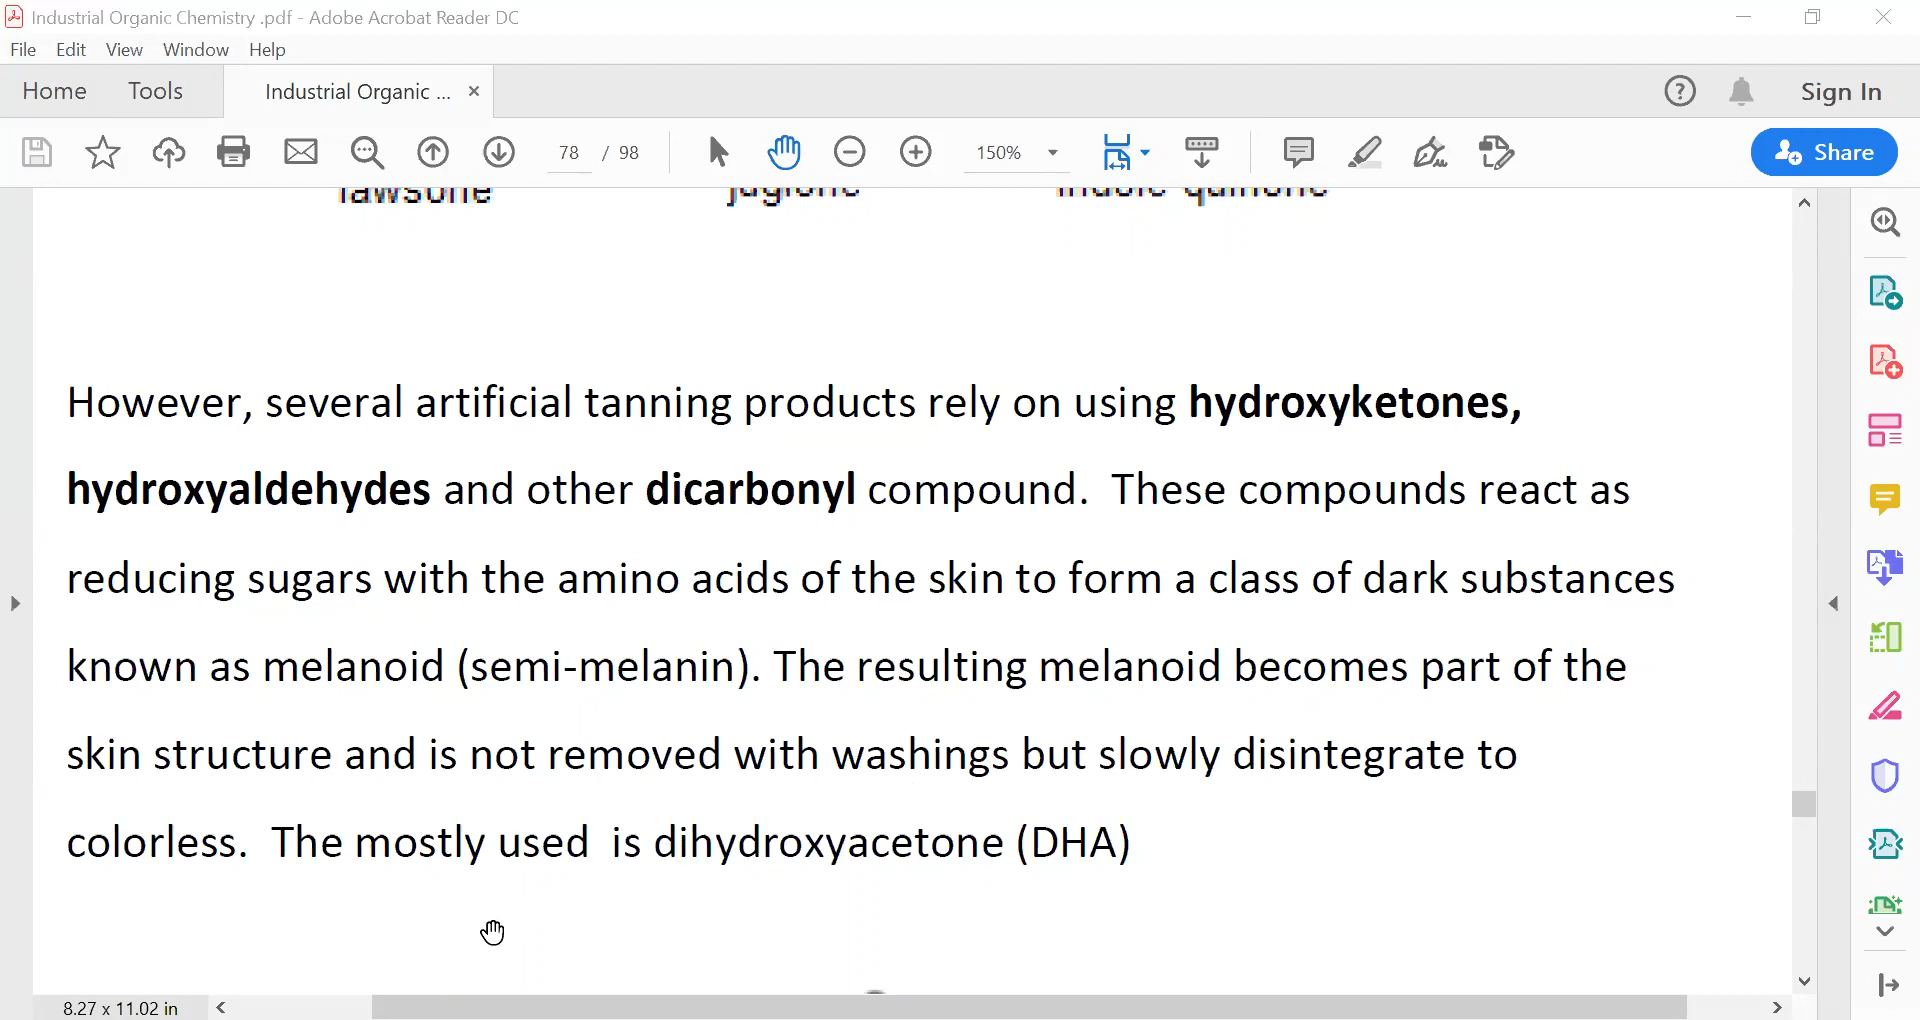 Industrial Organic Chemistry .pdf - Adobe Acrobat Reader DC
File Edit View Window Help
Home Tools Industrial Organic ... × Sign In
78 / 98 150% Share
lawsone juglone indole quinone
However, several artificial tanning products rely on using hydroxyketones,
hydroxyaldehydes and other dicarbonyl compound. These compounds react as
reducing sugars with the amino acids of the skin to form a class of dark substances
known as melanoid (semi-melanin). The resulting melanoid becomes part of the
skin structure and is not removed with washings but slowly disintegrate to
colorless. The mostly used is dihydroxyacetone (DHA)
8.27 x 11.02 in